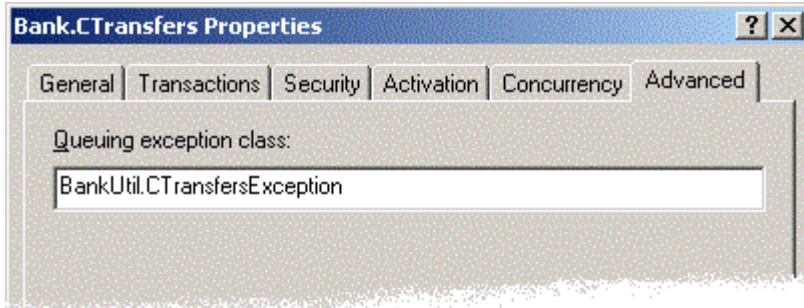 Bank.CTransfers Properties
General Transactions Security Activation Concurrency Advanced
Queuing exception class:
BankUtil.CTransfersException